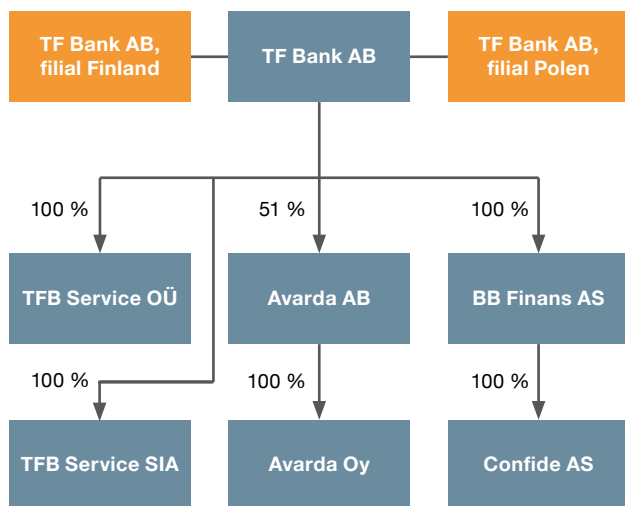 TF Bank AB,
filial Finland
TF Bank AB
TF Bank AB,
filial Polen
100 %
51 %
100 %
TFB Service OÜ
Avarda AB
BB Finans AS
100 %
100 %
100 %
TFB Service SIA
Avarda Oy
Confide AS